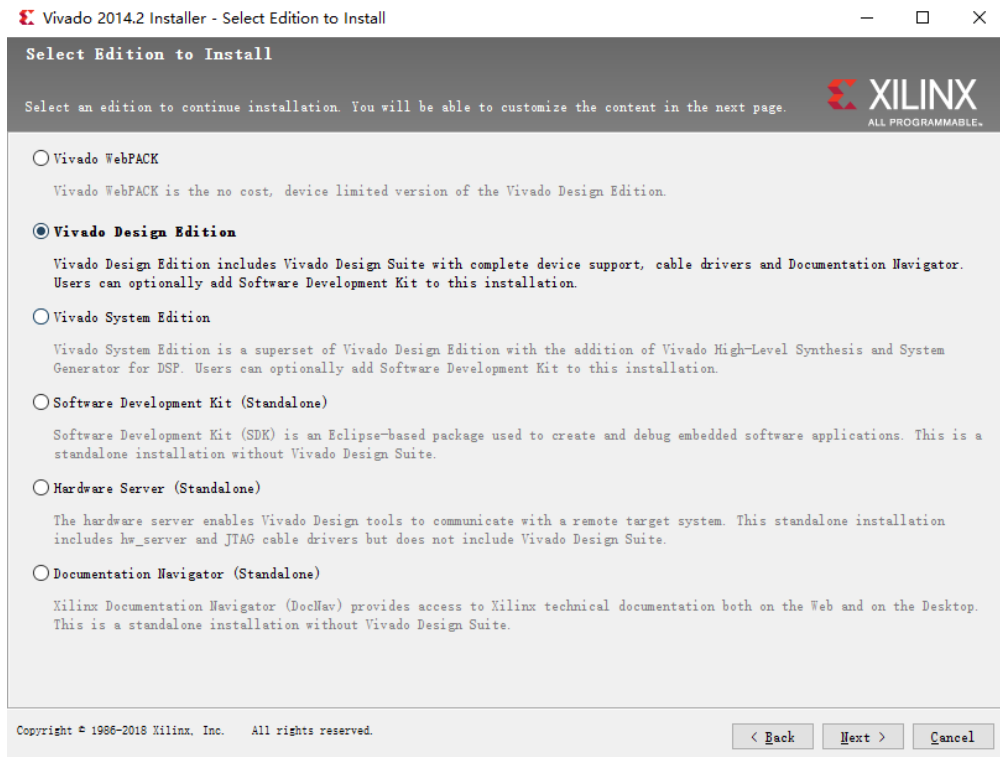 Vivado 2014.2 Installer - Select Edition to Install
Select Edition to Install
Select an edition to continue installation. You will be able to customize the content in the next page.
XILINX
ALL PROGRAMMABLE™
Vivado WebPACK
Vivado WebPACK is the no cost, device limited version of the Vivado Design Edition.
Vivado Design Edition
Vivado Design Edition includes Vivado Design Suite with complete device support, cable drivers and Documentation Navigator.
Users can optionally add Software Development Kit to this installation.
Vivado System Edition
Vivado System Edition is a superset of Vivado Design Edition with the addition of Vivado High-Level Synthesis and System
Generator for DSP. Users can optionally add Software Development Kit to this installation.
Software Development Kit (Standalone)
Software Development Kit (SDK) is an Eclipse-based package used to create and debug embedded software applications. This is a
standalone installation without Vivado Design Suite.
Hardware Server (Standalone)
The hardware server enables Vivado Design tools to communicate with a remote target system. This standalone installation
includes hw_server and JTAG cable drivers but does not include Vivado Design Suite.
Documentation Navigator (Standalone)
Xilinx Documentation Navigator (DocNav) provides access to Xilinx technical documentation both on the Web and on the Desktop.
This is a standalone installation without Vivado Design Suite.
Copyright © 1986-2018 Xilinx, Inc. All rights reserved.
< Back
Next >
Cancel